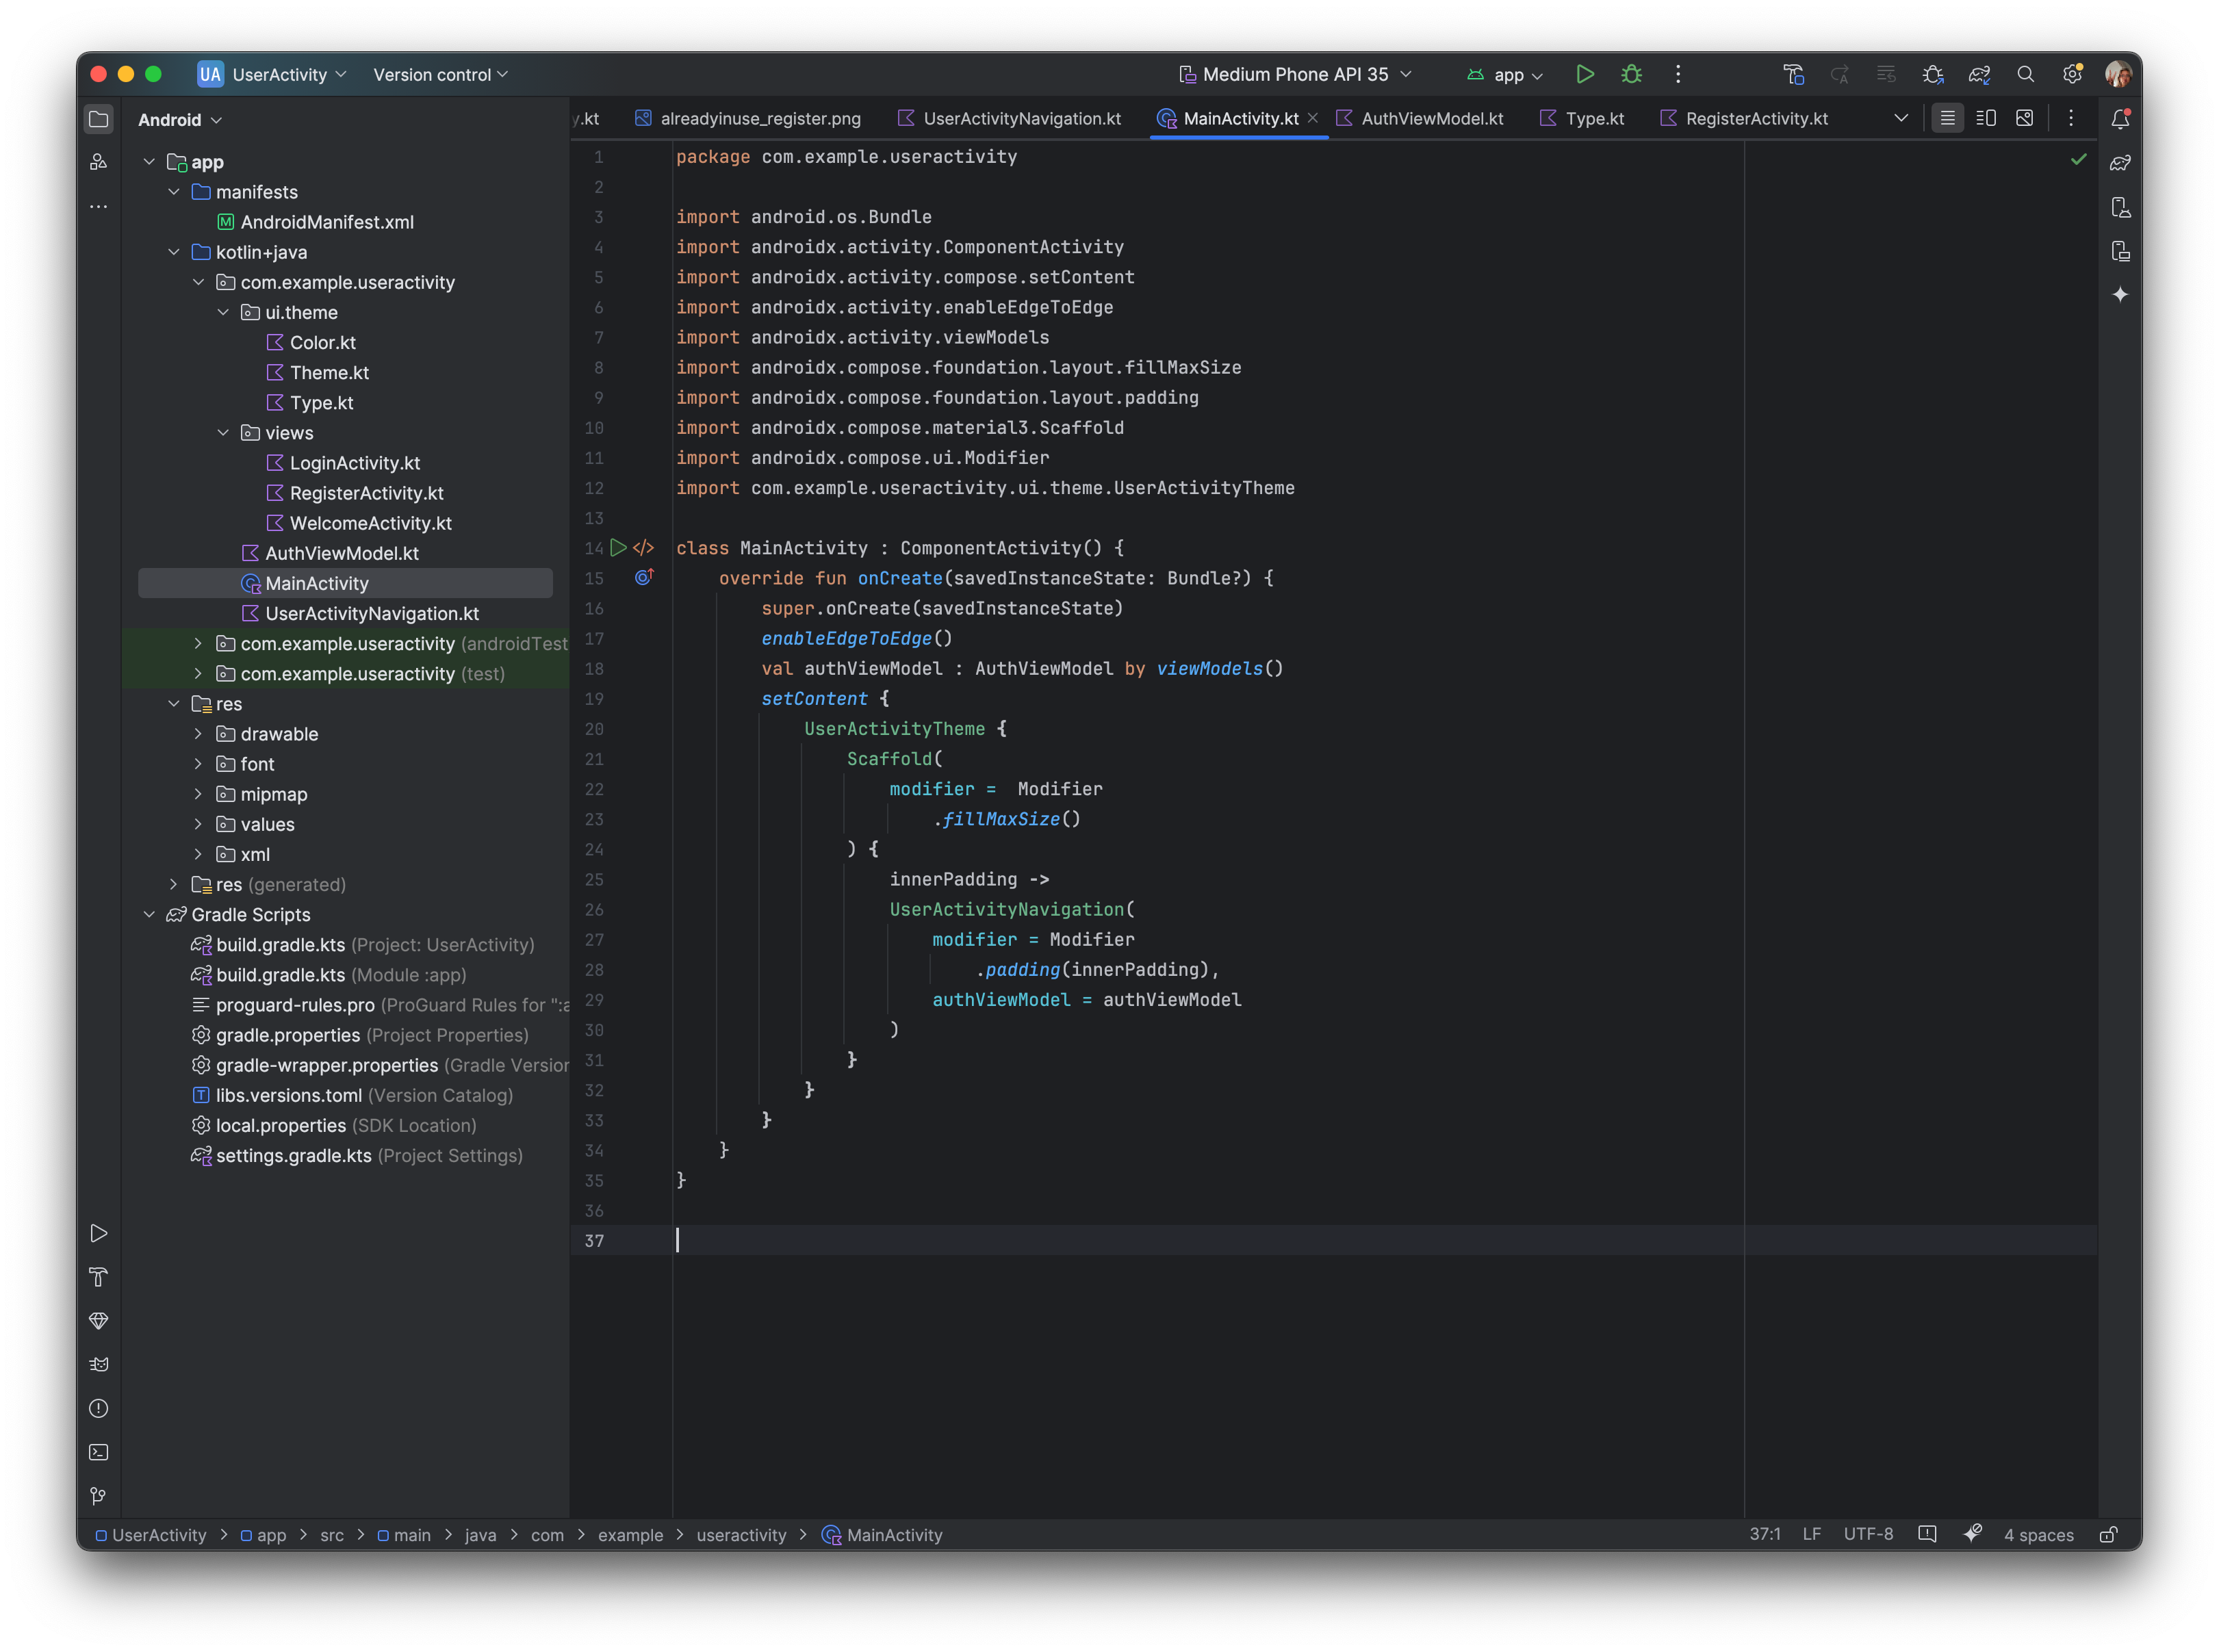 UA UserActivity Version control Medium Phone API 35 app
Android
y.kt alreadyinuse_register.png UserActivityNavigation.kt MainActivity.kt AuthViewModel.kt Type.kt RegisterActivity.kt
app
manifests
AndroidManifest.xml
kotlin+java
com.example.useractivity
ui.theme
Color.kt
Theme.kt
Type.kt
views
LoginActivity.kt
RegisterActivity.kt
WelcomeActivity.kt
AuthViewModel.kt
MainActivity
UserActivityNavigation.kt
com.example.useractivity (androidTest
com.example.useractivity (test)
res
drawable
font
mipmap
values
xml
res (generated)
Gradle Scripts
build.gradle.kts (Project: UserActivity)
build.gradle.kts (Module :app)
proguard-rules.pro (ProGuard Rules for ":a
gradle.properties (Project Properties)
gradle-wrapper.properties (Gradle Version
libs.versions.toml (Version Catalog)
local.properties (SDK Location)
settings.gradle.kts (Project Settings)
1 package com.example.useractivity
2
3 import android.os.Bundle
4 import androidx.activity.ComponentActivity
5 import androidx.activity.compose.setContent
6 import androidx.activity.enableEdgeToEdge
7 import androidx.activity.viewModels
8 import androidx.compose.foundation.layout.fillMaxSize
9 import androidx.compose.foundation.layout.padding
10 import androidx.compose.material3.Scaffold
11 import androidx.compose.ui.Modifier
12 import com.example.useractivity.ui.theme.UserActivityTheme
13
14 class MainActivity : ComponentActivity() {
15 override fun onCreate(savedInstanceState: Bundle?) {
16 super.onCreate(savedInstanceState)
17 enableEdgeToEdge()
18 val authViewModel : AuthViewModel by viewModels()
19 setContent {
20 UserActivityTheme {
21 Scaffold(
22 modifier =  Modifier
23 .fillMaxSize()
24 ) {
25 innerPadding ->
26 UserActivityNavigation(
27 modifier = Modifier
28 .padding(innerPadding),
29 authViewModel = authViewModel
30 )
31 }
32 }
33 }
34 }
35 }
36
37
UserActivity > app > src > main > java > com > example > useractivity > MainActivity 37:1 LF UTF-8 4 spaces